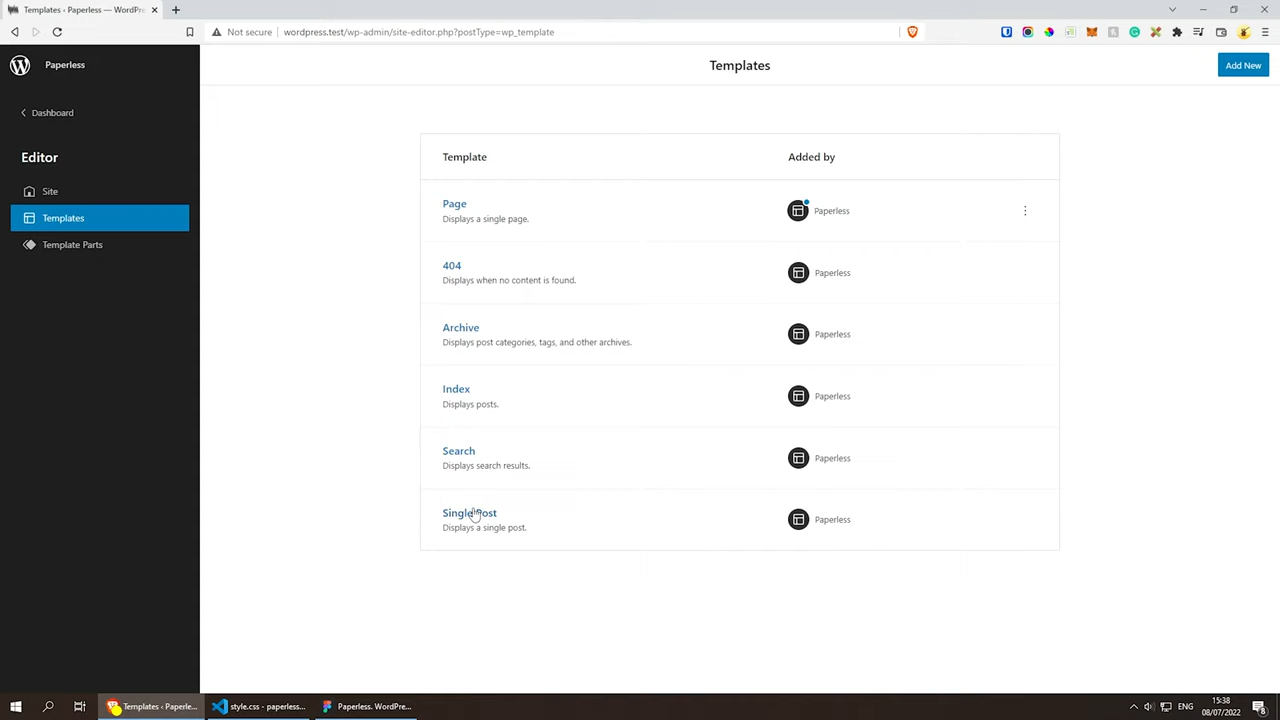 Templates ‹ Paperless — WordPr
Not secure
wordpress.test/wp-admin/site-editor.php?postType=wp_template
Paperless
Templates
Add New
Dashboard
Editor
Site
Templates
Template Parts
Template
Added by
Page
Displays a single page.
Paperless
404
Displays when no content is found.
Paperless
Archive
Displays post categories, tags, and other archives.
Paperless
Index
Displays posts.
Paperless
Search
Displays search results.
Paperless
Single Post
Displays a single post.
Paperless
Templates ‹ Paperle...
style.css - paperless...
Paperless. WordPre...
ENG
15:38
08/07/2022